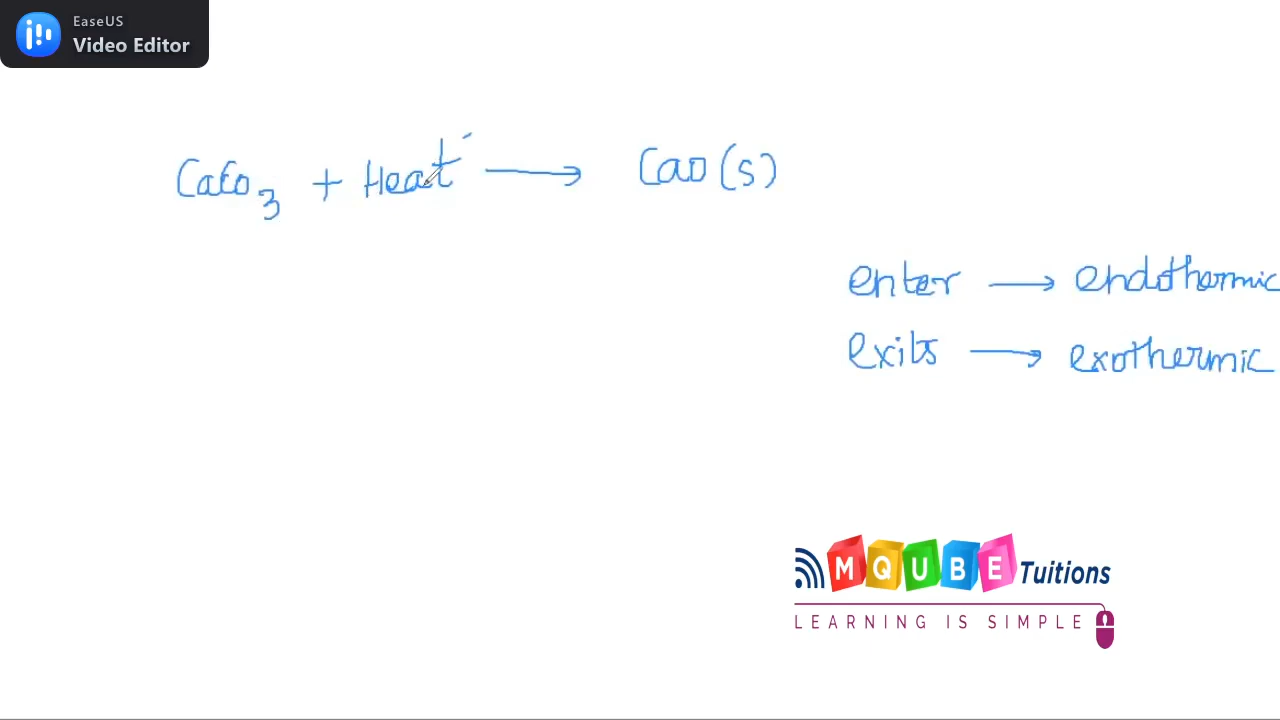 EaseUS
Video Editor
CaCo3 + Heat → Cao (s)
enter → endothermic
exits → exothermic
MQUBE Tuitions
LEARNING IS SIMPLE